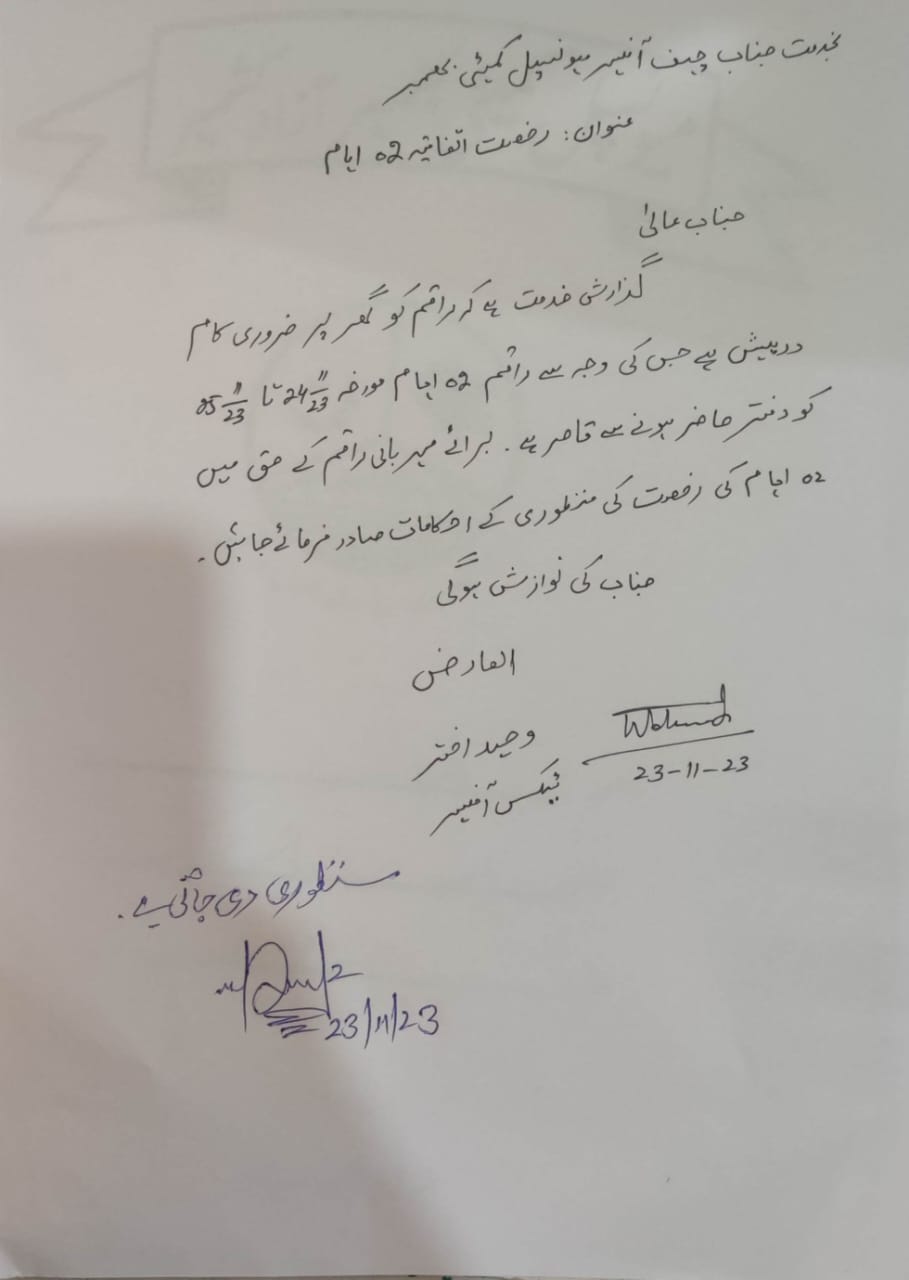 بخدمت جناب چیف آفیسر میونسپل کمیٹی بھمبر
عنوان: رخصت اتفاقیہ 02 ایام
جناب عالیٰ
گذارش خدمت ہے کہ راقم کو گھر پر ضروری کام
درپیش ہے جس کی وجہ سے راقم 02 ایام مورخہ 24/11/23 تا 25/11/23
کو دفتر حاضر ہونے سے قاصر ہے۔ برائے مہربانی راقم کے حق میں
02 ایام کی رخصت کی منظوری کے احکامات صادر فرمائے جائیں۔
جناب کی نوازش ہوگی
العارض
وحید اختر
23-11-23
ٹیکس آفیسر
منظوری دی جاتی ہے۔
23/11/23